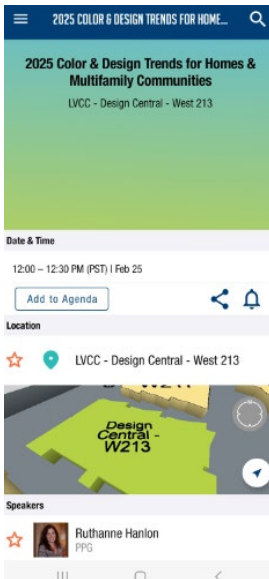 2025 COLOR & DESIGN TRENDS FOR HOME...
2025 Color & Design Trends for Homes &
Multifamily Communities
LVCC - Design Central - West 213
Date & Time
12:00 – 12:30 PM (PST) | Feb 25
Add to Agenda
Location
LVCC - Design Central - West 213
Design
Central -
W213
Speakers
Ruthanne Hanlon
PPG